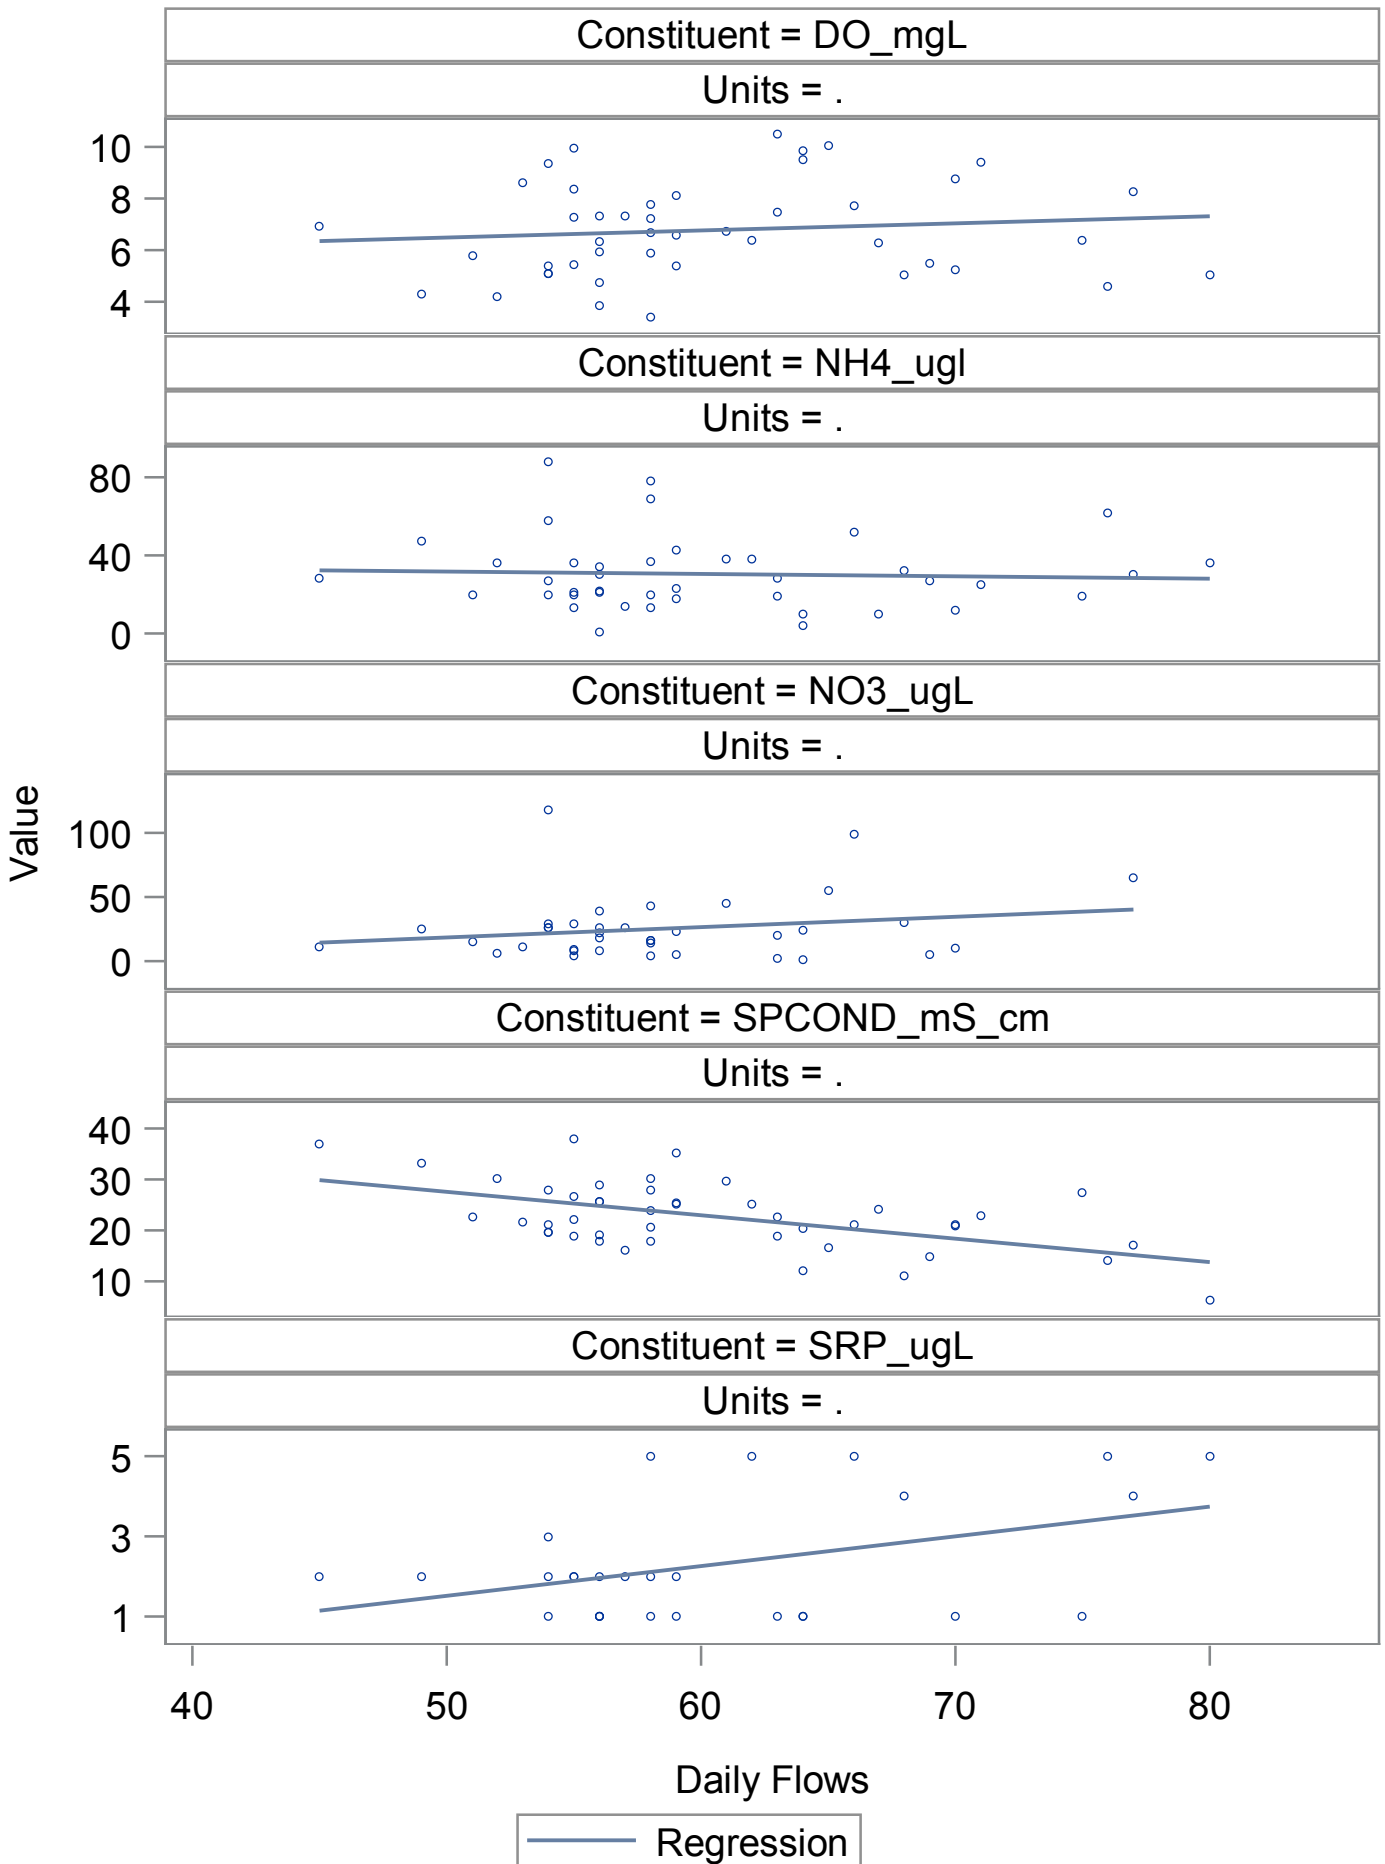 Constituent = DO_mgL
Units = .
10
8
6
4
Constituent = NH4_ugl
Units = .
80
40
0
Constituent = NO3_ugL
Units = .
Value
100
50
0
Constituent = SPCOND_mS_cm
Units = .
40
30
20
10
Constituent = SRP_ugL
Units = .
5
3
1
40 50 60 70 80
Daily Flows
Regression